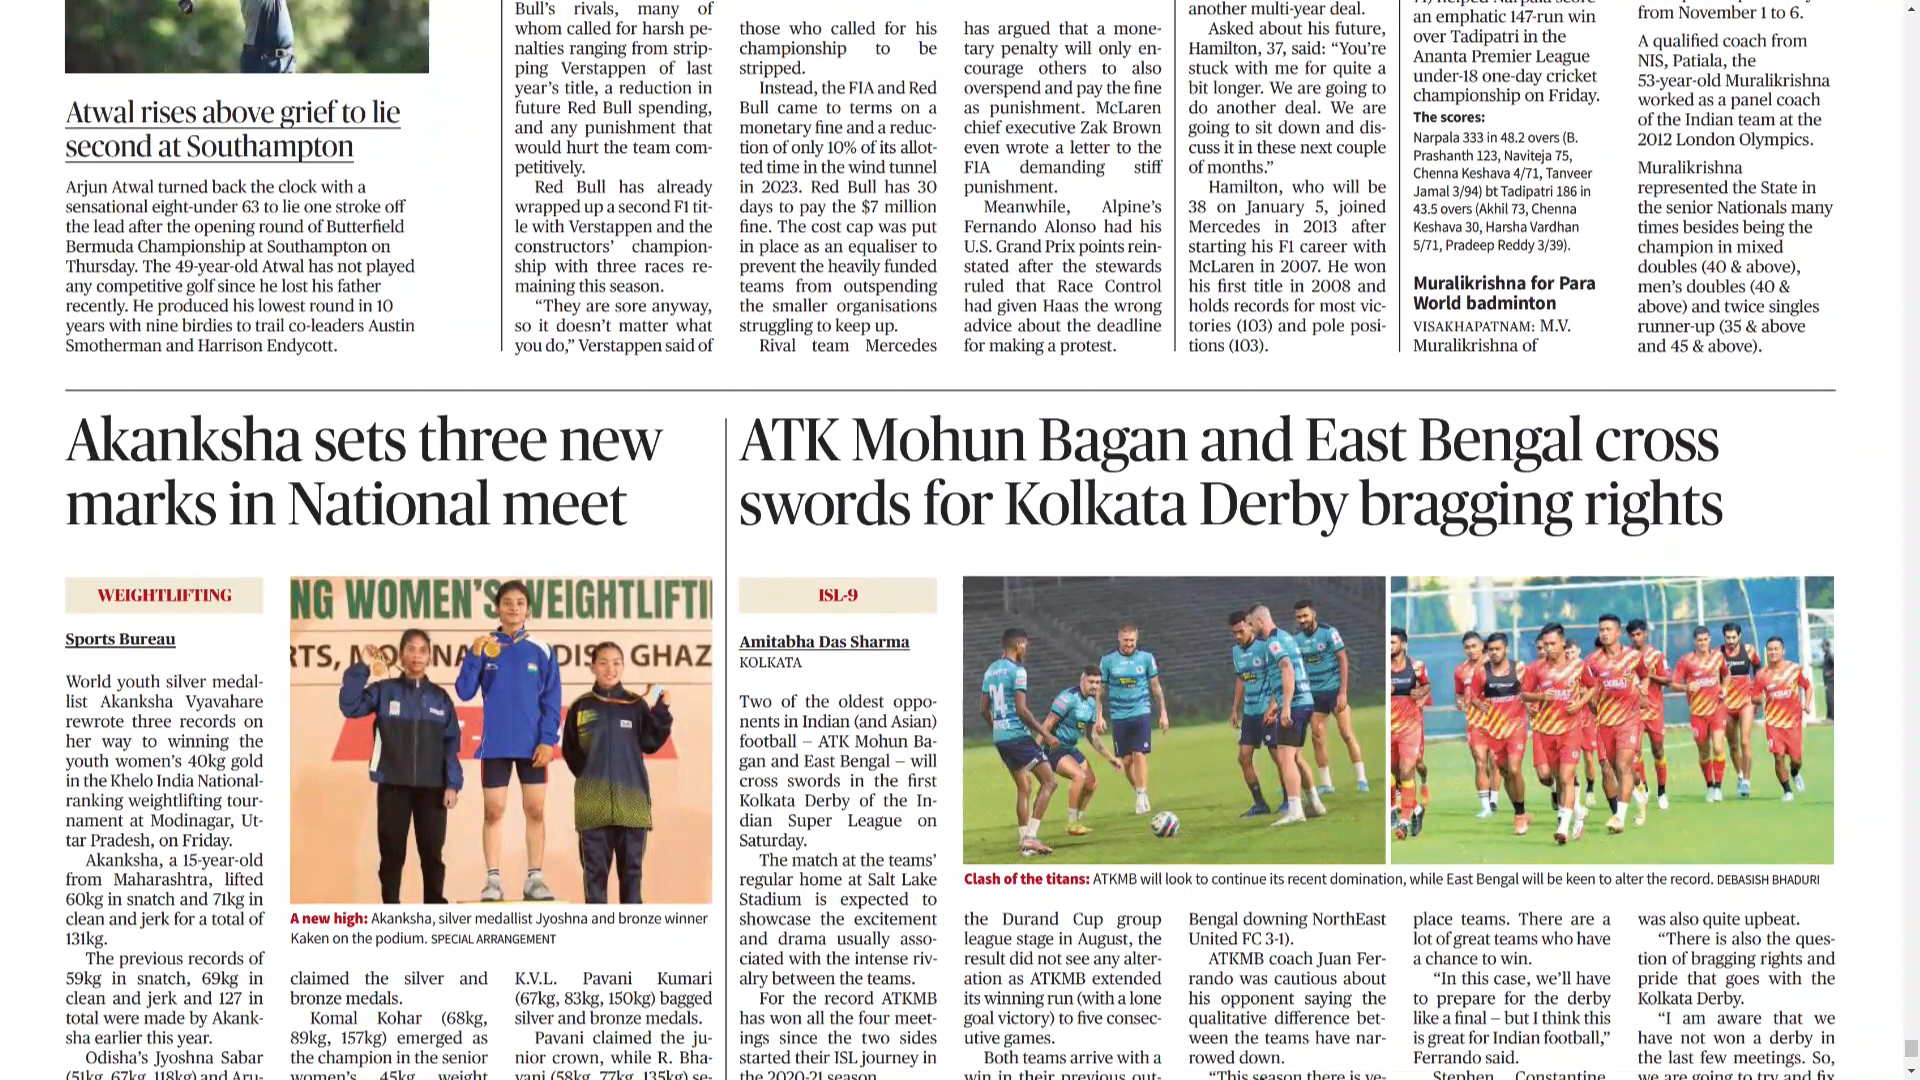 Atwal rises above grief to lie
second at Southampton
Arjun Atwal turned back the clock with a
sensational eight-under 63 to lie one stroke off
the lead after the opening round of Butterfield
Bermuda Championship at Southampton on
Thursday. The 49-year-old Atwal has not played
any competitive golf since he lost his father
recently. He produced his lowest round in 10
years with nine birdies to trail co-leaders Austin
Smotherman and Harrison Endycott.
Bull's rivals, many of
whom called for harsh pe-
nalties ranging from strip-
ping Verstappen of last
year's title, a reduction in
future Red Bull spending,
and any punishment that
would hurt the team com-
petitively.
Red Bull has already
wrapped up a second F1 tit-
le with Verstappen and the
constructors' champion-
ship with three races re-
maining this season.
"They are sore anyway,
so it doesn't matter what
you do," Verstappen said of
those who called for his
championship to be
stripped.
Instead, the FIA and Red
Bull came to terms on a
monetary fine and a reduc-
tion of only 10% of its allot-
ted time in the wind tunnel
in 2023. Red Bull has 30
days to pay the $7 million
fine. The cost cap was put
in place as an equaliser to
prevent the heavily funded
teams from outspending
the smaller organisations
struggling to keep up.
Rival team Mercedes
has argued that a mone-
tary penalty will only en-
courage others to also
overspend and pay the fine
as punishment. McLaren
chief executive Zak Brown
even wrote a letter to the
FIA demanding stiff
punishment.
Meanwhile, Alpine's
Fernando Alonso had his
U.S. Grand Prix points rein-
stated after the stewards
ruled that Race Control
had given Haas the wrong
advice about the deadline
for making a protest.
another multi-year deal.
Asked about his future,
Hamilton, 37, said: "You're
stuck with me for quite a
bit longer. We are going to
do another deal. We are
going to sit down and dis-
cuss it in these next couple
of months."
Hamilton, who will be
38 on January 5, joined
Mercedes in 2013 after
starting his F1 career with
McLaren in 2007. He won
his first title in 2008 and
holds records for most vic-
tories (103) and pole posi-
tions (103).
an emphatic 147-run win
over Tadipatri in the
Ananta Premier League
under-18 one-day cricket
championship on Friday.
The scores:
Narpala 333 in 48.2 overs (B.
Prashanth 123, Naviteja 75,
Chenna Keshava 4/71, Tanveer
Jamal 3/94) bt Tadipatri 186 in
43.5 overs (Akhil 73, Chenna
Keshava 30, Harsha Vardhan
5/71, Pradeep Reddy 3/39).
Muralikrishna for Para
World badminton
VISAKHAPATNAM: M.V.
Muralikrishna of
from November 1 to 6.
A qualified coach from
NIS, Patiala, the
53-year-old Muralikrishna
worked as a panel coach
of the Indian team at the
2012 London Olympics.
Muralikrishna
represented the State in
the senior Nationals many
times besides being the
champion in mixed
doubles (40 & above),
men's doubles (40 &
above) and twice singles
runner-up (35 & above
and 45 & above).
Akanksha sets three new
marks in National meet
WEIGHTLIFTING
Sports Bureau
World youth silver medal-
list Akanksha Vyavahare
rewrote three records on
her way to winning the
youth women's 40kg gold
in the Khelo India National-
ranking weightlifting tour-
nament at Modinagar, Ut-
tar Pradesh, on Friday.
Akanksha, a 15-year-old
from Maharashtra, lifted
60kg in snatch and 71kg in
clean and jerk for a total of
131kg.
The previous records of
59kg in snatch, 69kg in
clean and jerk and 127 in
total were made by Akank-
sha earlier this year.
Odisha's Jyoshna Sabar
(51kg, 67kg, 118kg) and Aru-
NG WOMEN'S WEIGHTLIFTI
RTS, GHAZ
A new high: Akanksha, silver medallist Jyoshna and bronze winner
Kaken on the podium. SPECIAL ARRANGEMENT
claimed the silver and
bronze medals.
Komal Kohar (68kg,
89kg, 157kg) emerged as
the champion in the senior
women's 45kg weight
K.V.L. Pavani Kumari
(67kg, 83kg, 150kg) bagged
silver and bronze medals.
Pavani claimed the ju-
nior crown, while R. Bha-
vani (58kg, 77kg, 135kg) se-
ATK Mohun Bagan and East Bengal cross
swords for Kolkata Derby bragging rights
ISL-9
Amitabha Das Sharma
KOLKATA
Two of the oldest oppo-
nents in Indian (and Asian)
football – ATK Mohun Ba-
gan and East Bengal – will
cross swords in the first
Kolkata Derby of the In-
dian Super League on
Saturday.
The match at the teams'
regular home at Salt Lake
Stadium is expected to
showcase the excitement
and drama usually asso-
ciated with the intense riv-
alry between the teams.
For the record ATKMB
has won all the four meet-
ings since the two sides
started their ISL journey in
the 2020-21 season.
Clash of the titans: ATKMB will look to continue its recent domination, while East Bengal will be keen to alter the record. DEBASISH BHADURI
the Durand Cup group
league stage in August, the
result did not see any alter-
ation as ATKMB extended
its winning run (with a lone
goal victory) to five consec-
utive games.
Both teams arrive with a
win in their previous out-
Bengal downing NorthEast
United FC 3-1).
ATKMB coach Juan Fer-
rando was cautious about
his opponent saying the
qualitative difference bet-
ween the teams have nar-
rowed down.
"This season there is ve-
place teams. There are a
lot of great teams who have
a chance to win.
"In this case, we'll have
to prepare for the derby
like a final – but I think this
is great for Indian football,"
Ferrando said.
Stephen Constantine,
was also quite upbeat.
"There is also the ques-
tion of bragging rights and
pride that goes with the
Kolkata Derby.
"I am aware that we
have not won a derby in
the last few meetings. So,
we are going to try and fix